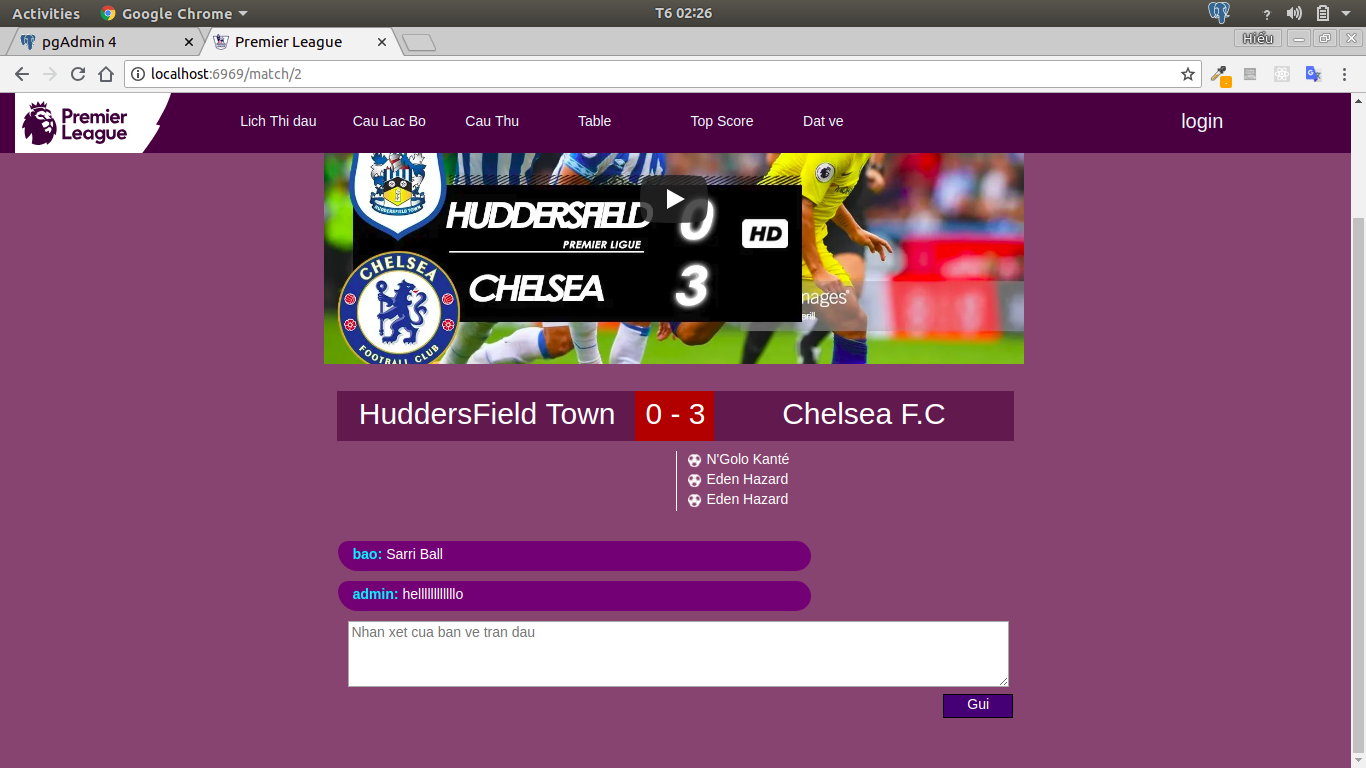 Activities Google Chrome T6 02:26 ?
pgAdmin 4 Premier League Hiếu
localhost:6969/match/2
Premier League
Lich Thi dau Cau Lac Bo Cau Thu Table Top Score Dat ve login
HUDDERSFIELD TOWN
HUDDERSFIELD 0
HD
PREMIER LIGUE
CHELSEA 3
CHELSEA
FOOTBALL CLUB
HuddersField Town 0 - 3 Chelsea F.C
N'Golo Kanté
Eden Hazard
Eden Hazard
bao: Sarri Ball
admin: helllllllllllllo
Nhan xet cua ban ve tran dau
Gui